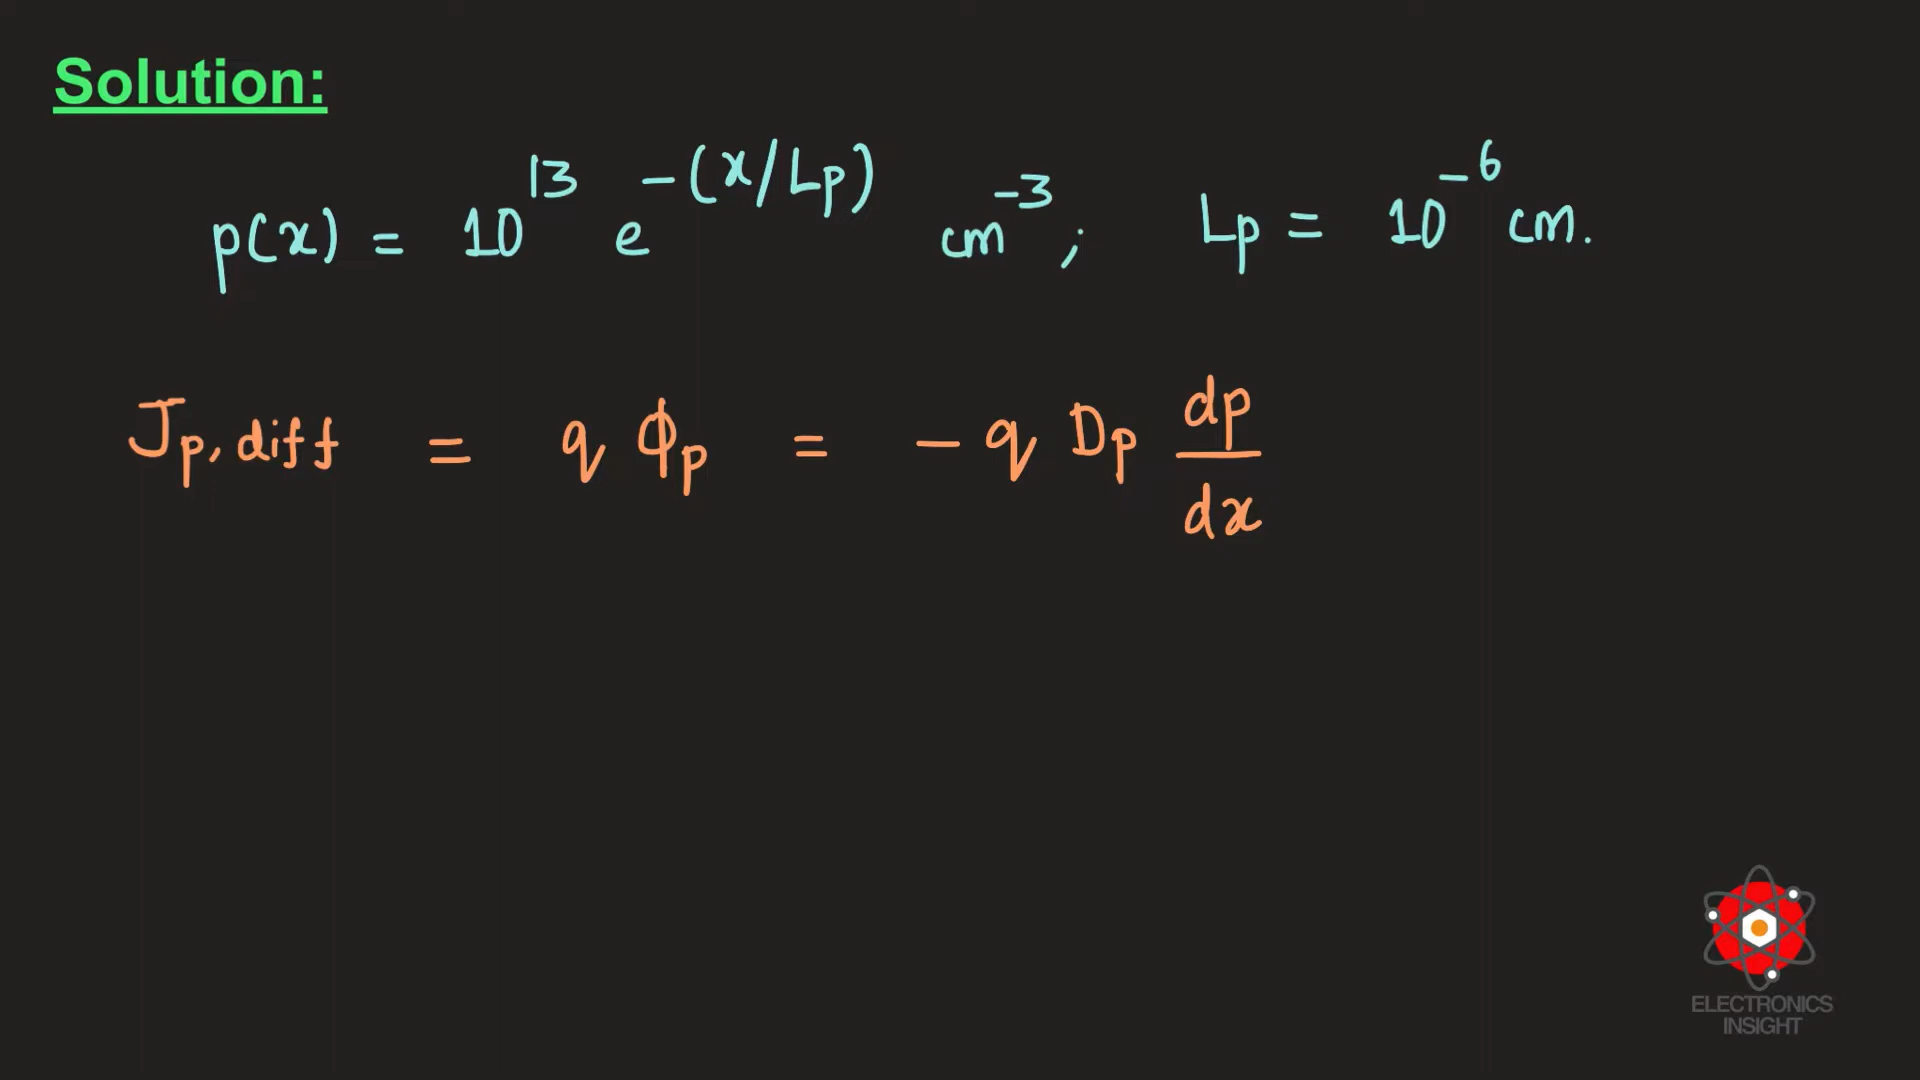 Solution:
p(x) = 10^13 e^-(x/Lp) cm^-3; Lp = 10^-6 cm.
Jp, diff = q Φp = - q Dp dp/dx
ELECTRONICS
INSIGHT